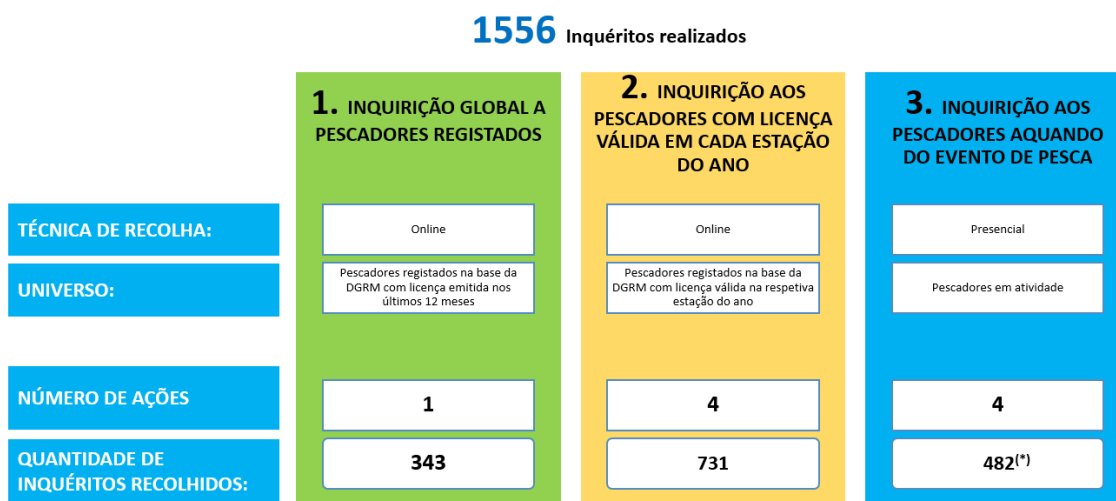 1556 Inquéritos realizados
1. INQUIRIÇÃO GLOBAL A
PESCADORES REGISTADOS
2. INQUIRIÇÃO AOS
PESCADORES COM LICENÇA
VÁLIDA EM CADA ESTAÇÃO
DO ANO
3. INQUIRIÇÃO AOS
PESCADORES AQUANDO
DO EVENTO DE PESCA
TÉCNICA DE RECOLHA:
Online
Online
Presencial
UNIVERSO:
Pescadores registados na base da
DGRM com licença emitida nos
últimos 12 meses
Pescadores registados na base da
DGRM com licença válida na respetiva
estação do ano
Pescadores em atividade
NÚMERO DE AÇÕES
1
4
4
QUANTIDADE DE
INQUÉRITOS RECOLHIDOS:
343
731
482(*)